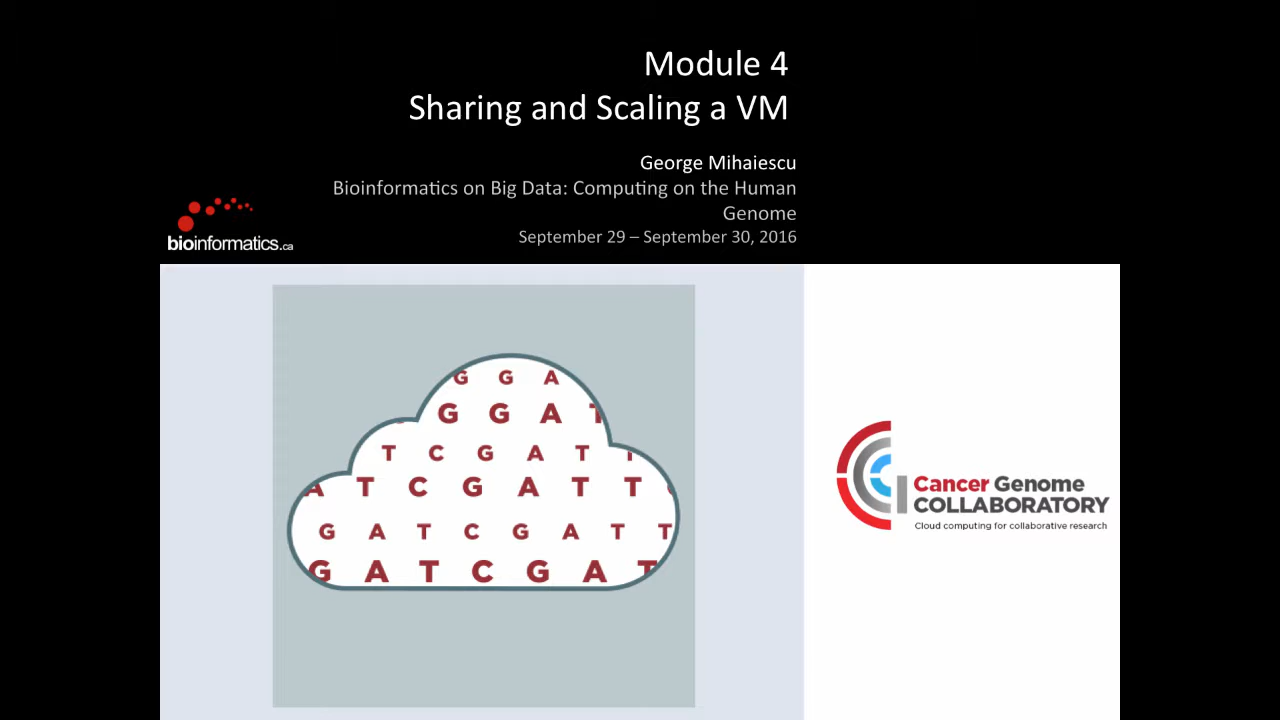 Module 4
Sharing and Scaling a VM
George Mihaiescu
Bioinformatics on Big Data: Computing on the Human
Genome
September 29 – September 30, 2016
bioinformatics.ca
G G A
G G A T
T C G A T T
A T C G A T T G
G A T C G A T T
G A T C G A T
Cancer Genome
COLLABORATORY
Cloud computing for collaborative research